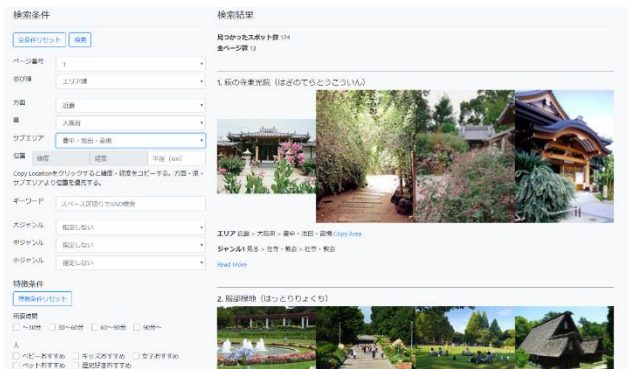 検索条件
全条件リセット 検索
ページ番号 1
並び順 エリア順
方面 近畿
県 大阪府
サブエリア 豊中・池田・高槻
位置 緯度 経度 半径 (km)
Copy Locationをクリックすると緯度・経度をコピーする。方面・県・
サブエリアより位置を優先する。
キーワード スペース区切りでAND検索
大ジャンル 指定しない
中ジャンル 指定しない
小ジャンル 指定しない
特徴条件
特徴条件リセット
所要時間
～30分 30～60分 60～90分 90分～
人
ベビーおすすめ キッズおすすめ 女子おすすめ
ペットおすすめ 歴史好きおすすめ
検索結果
見つかったスポット数 124
全ページ数 13
1. 萩の寺東光院（はぎのてらとうこういん）
エリア 近畿 > 大阪府 > 豊中・池田・高槻 Copy Area
ジャンル1 見る > 社寺・教会 > 社寺・教会
Read More
2. 服部緑地（はっとりりょくち）